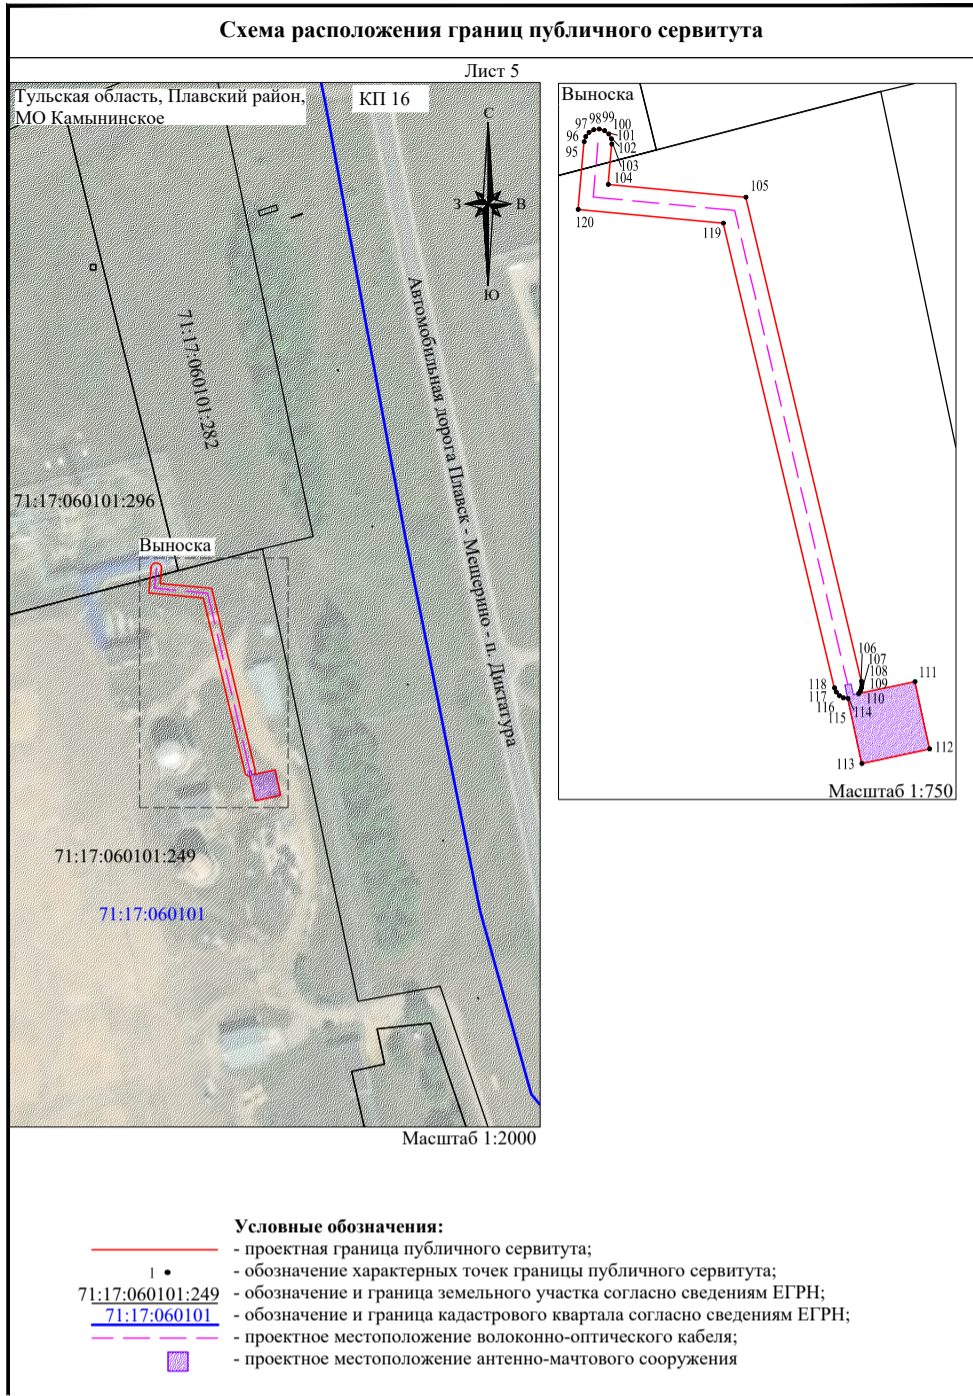 Схема расположения границ публичного сервитута
Лист 5
Тульская область, Плавский район,
МО Камынинское
КП 16
С
З
В
Ю
71:17:060101:282
Автомобильная дорога Плавск - Мещерино - п. Диктатура
71:17:060101:296
Выноска
71:17:060101:249
71:17:060101
Масштаб 1:2000
Выноска
95
96
97
98
99
100
101
102
103
104
105
120
119
106
107
108
109
110
111
118
117
116
115
114
112
113
Масштаб 1:750
Условные обозначения:
- проектная граница публичного сервитута;
1 - обозначение характерных точек границы публичного сервитута;
71:17:060101:249 - обозначение и граница земельного участка согласно сведениям ЕГРН;
71:17:060101 - обозначение и граница кадастрового квартала согласно сведениям ЕГРН;
- проектное местоположение волоконно-оптического кабеля;
- проектное местоположение антенно-мачтового сооружения